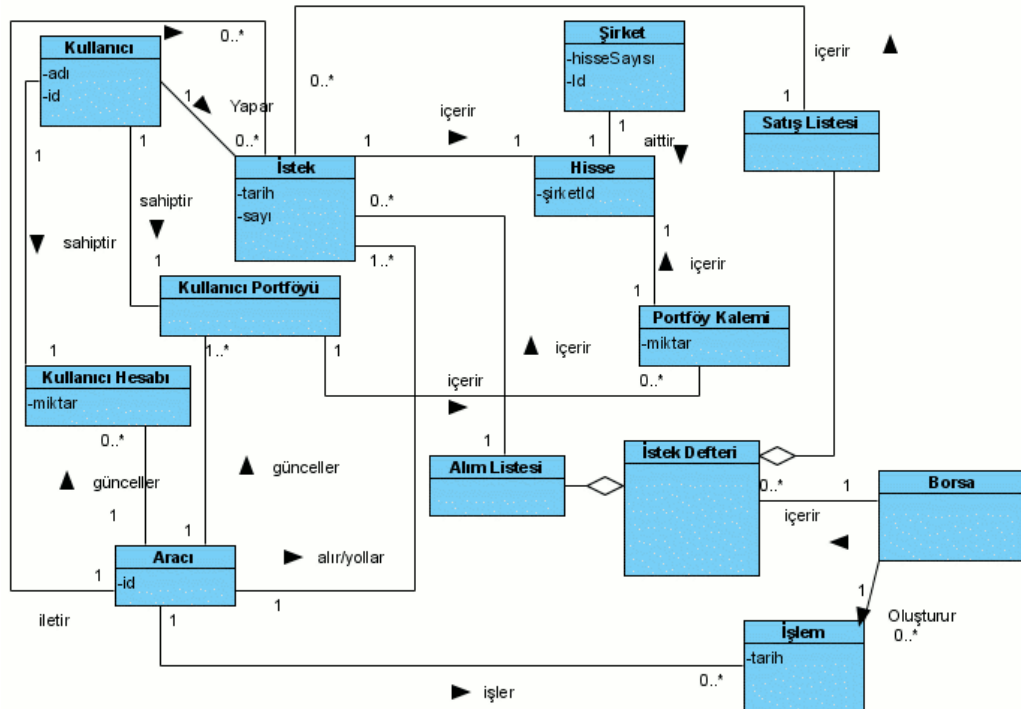 0..*
Kullanıcı
-adı
-id
1
Yapar
0..*
1
1
0..*
İstek
-tarih
-sayı
içerir
1
1
0..*
1..*
Şirket
-hisseSayısı
-Id
1
aittir
1
Hisse
-şirketId
1
içerir
1
Satış Listesi
içerir
1
sahiptir
1
sahiptir
1
Kullanıcı Portföyü
1..*
1
Portföy Kalemi
-miktar
0..*
içerir
içerir
Kullanıcı Hesabı
-miktar
0..*
günceller
1
günceller
1
1
Alım Listesi
İstek Defteri
0..*
1
içerir
Borsa
1
Oluşturur
0..*
Aracı
-id
1
iletir
1
alır/yollar
1
işler
0..*
İşlem
-tarih